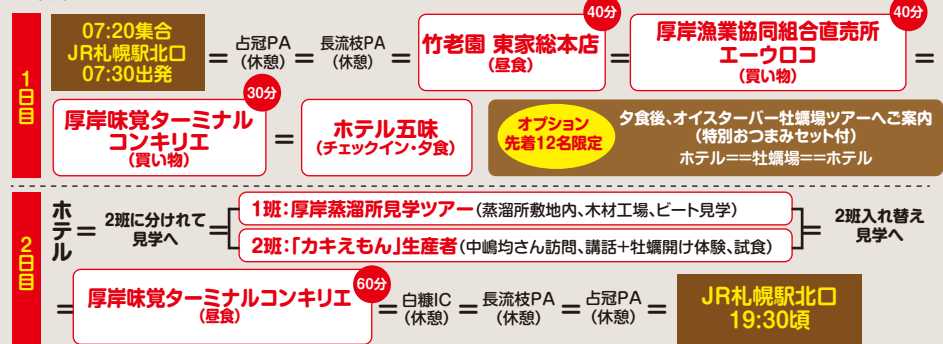 1日目
07:20集合
JR札幌駅北口
07:30出発
=
占冠PA
(休憩)
=
長流枝PA
(休憩)
=
40分
竹老園 東家総本店
(昼食)
=
40分
厚岸漁業協同組合直売所
エーウロコ
(買い物)
=
30分
厚岸味覚ターミナル
コンキリエ
(買い物)
=
ホテル五味
(チェックイン・夕食)
オプション
先着12名限定
夕食後、オイスターバー牡蠣場ツアーへご案内
(特別おつまみセット付)
ホテル==牡蠣場==ホテル
2日目
ホテル
=
2班に分けれて
見学へ
=
1班:厚岸蒸溜所見学ツアー(蒸溜所敷地内、木材工場、ビート見学)
2班:「カキえもん」生産者(中嶋均さん訪問、講話+牡蠣開け体験、試食)
=
2班入れ替え
見学へ
=
60分
厚岸味覚ターミナルコンキリエ
(昼食)
=
白糠IC
(休憩)
=
長流枝PA
(休憩)
=
占冠PA
(休憩)
=
JR札幌駅北口
19:30頃